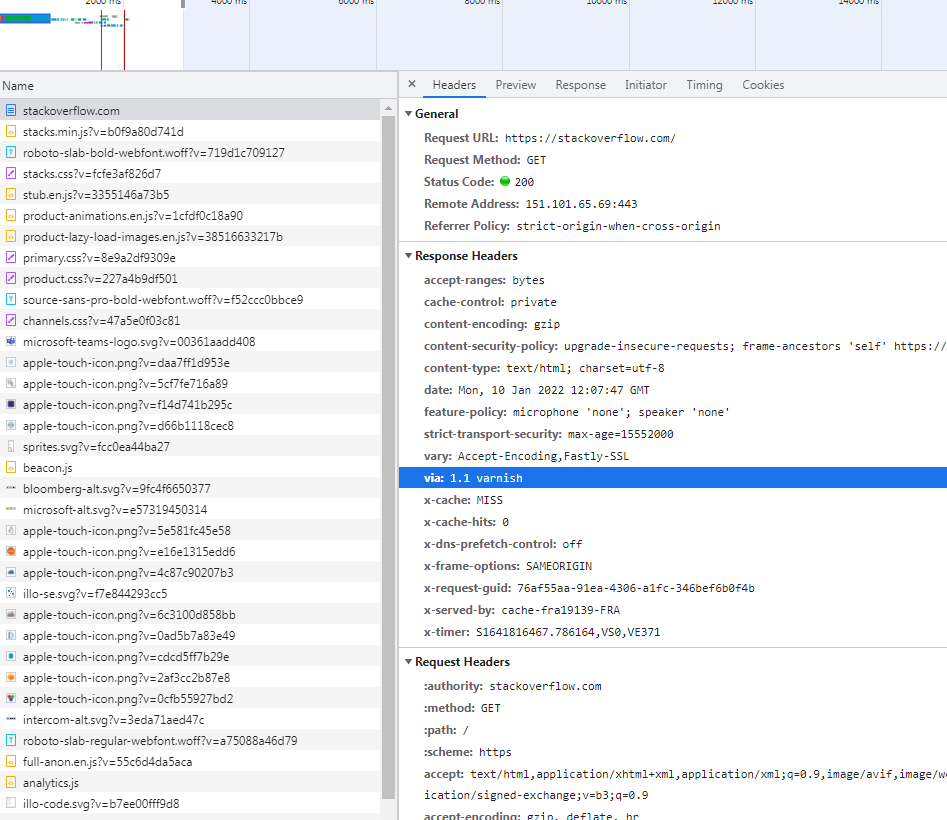 2000 ms 4000 ms 6000 ms 8000 ms 10000 ms 12000 ms 14000 ms
Name
stackoverflow.com
stacks.min.js?v=b0f9a80d741d
roboto-slab-bold-webfont.woff?v=719d1c709127
stacks.css?v=fcfe3af826d7
stub.en.js?v=3355146a73b5
product-animations.en.js?v=1cfdf0c18a90
product-lazy-load-images.en.js?v=38516633217b
primary.css?v=8e9a2df9309e
product.css?v=227a4b9df501
source-sans-pro-bold-webfont.woff?v=f52ccc0bbce9
channels.css?v=47a5e0f03c81
microsoft-teams-logo.svg?v=00361aadd408
apple-touch-icon.png?v=daa7ff1d953e
apple-touch-icon.png?v=5cf7fe716a89
apple-touch-icon.png?v=f14d741b295c
apple-touch-icon.png?v=d66b1118cec8
sprites.svg?v=fcc0ea44ba27
beacon.js
bloomberg-alt.svg?v=9fc4f6650377
microsoft-alt.svg?v=e57319450314
apple-touch-icon.png?v=5e581fc45e58
apple-touch-icon.png?v=e16e1315edd6
apple-touch-icon.png?v=4c87c90207b3
illo-se.svg?v=f7e844293cc5
apple-touch-icon.png?v=6c3100d858bb
apple-touch-icon.png?v=0ad5b7a83e49
apple-touch-icon.png?v=cdcd5ff7b29e
apple-touch-icon.png?v=2af3cc2b87e8
apple-touch-icon.png?v=0cfb55927bd2
intercom-alt.svg?v=3eda71aed47c
roboto-slab-regular-webfont.woff?v=a75088a46d79
full-anon.en.js?v=55c6d4da5aca
analytics.js
illo-code.svg?v=b7ee00fff9d8
Headers Preview Response Initiator Timing Cookies
General
Request URL: https://stackoverflow.com/
Request Method: GET
Status Code: 200
Remote Address: 151.101.65.69:443
Referrer Policy: strict-origin-when-cross-origin
Response Headers
accept-ranges: bytes
cache-control: private
content-encoding: gzip
content-security-policy: upgrade-insecure-requests; frame-ancestors 'self' https://
content-type: text/html; charset=utf-8
date: Mon, 10 Jan 2022 12:07:47 GMT
feature-policy: microphone 'none'; speaker 'none'
strict-transport-security: max-age=15552000
vary: Accept-Encoding,Fastly-SSL
via: 1.1 varnish
x-cache: MISS
x-cache-hits: 0
x-dns-prefetch-control: off
x-frame-options: SAMEORIGIN
x-request-guid: 76af55aa-91ea-4306-a1fc-346bef6b0f4b
x-served-by: cache-fra19139-FRA
x-timer: S1641816467.786164,VS0,VE371
Request Headers
:authority: stackoverflow.com
:method: GET
:path: /
:scheme: https
accept: text/html,application/xhtml+xml,application/xml;q=0.9,image/avif,image/we
ication/signed-exchange;v=b3;q=0.9
accept-encoding: gzip, deflate, br